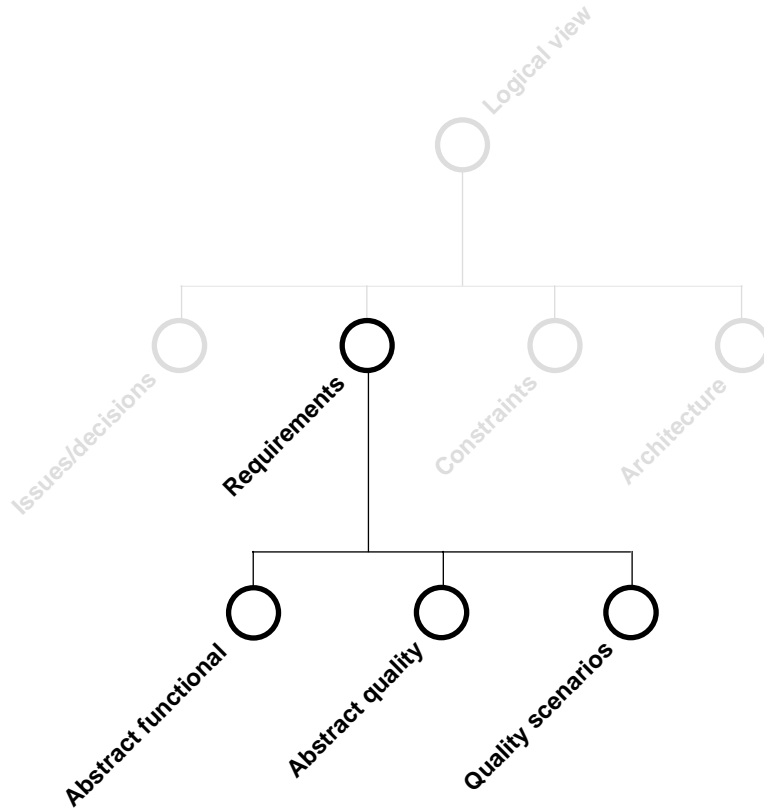 Logical view
Issues/decisions
Requirements
Constraints
Architecture
Abstract functional
Abstract quality
Quality scenarios